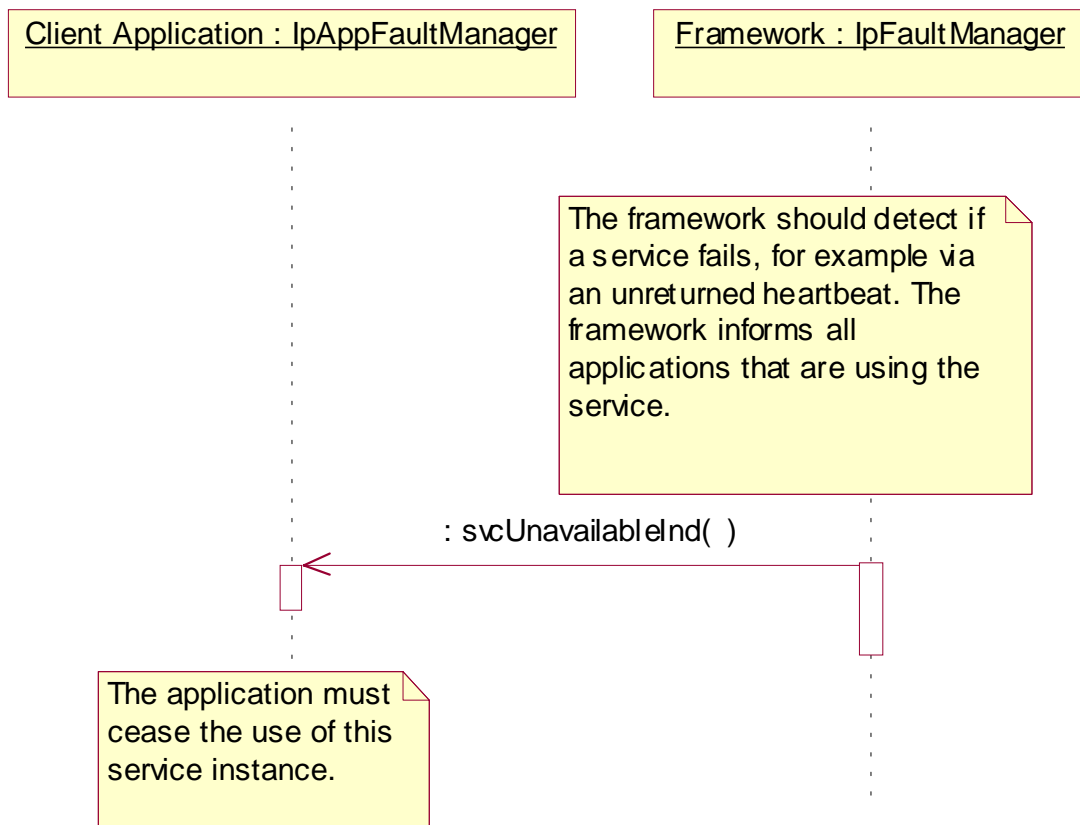 Client Application : IpAppFaultManager
Framework : IpFaultManager
The framework should detect if
a service fails, for example via
an unreturned heartbeat. The
framework informs all
applications that are using the
service.
: svcUnavailableInd( )
The application must
cease the use of this
service instance.